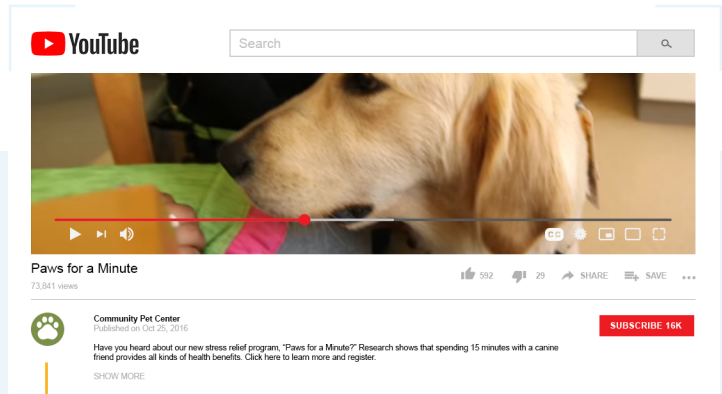 YouTube
Search
CC
Paws for a Minute
73,841 views
592
29
SHARE
SAVE
Community Pet Center
Published on Oct 25, 2016
SUBSCRIBE 16K
Have you heard about our new stress relief program, “Paws for a Minute?” Research shows that spending 15 minutes with a canine
friend provides all kinds of health benefits. Click here to learn more and register.
SHOW MORE